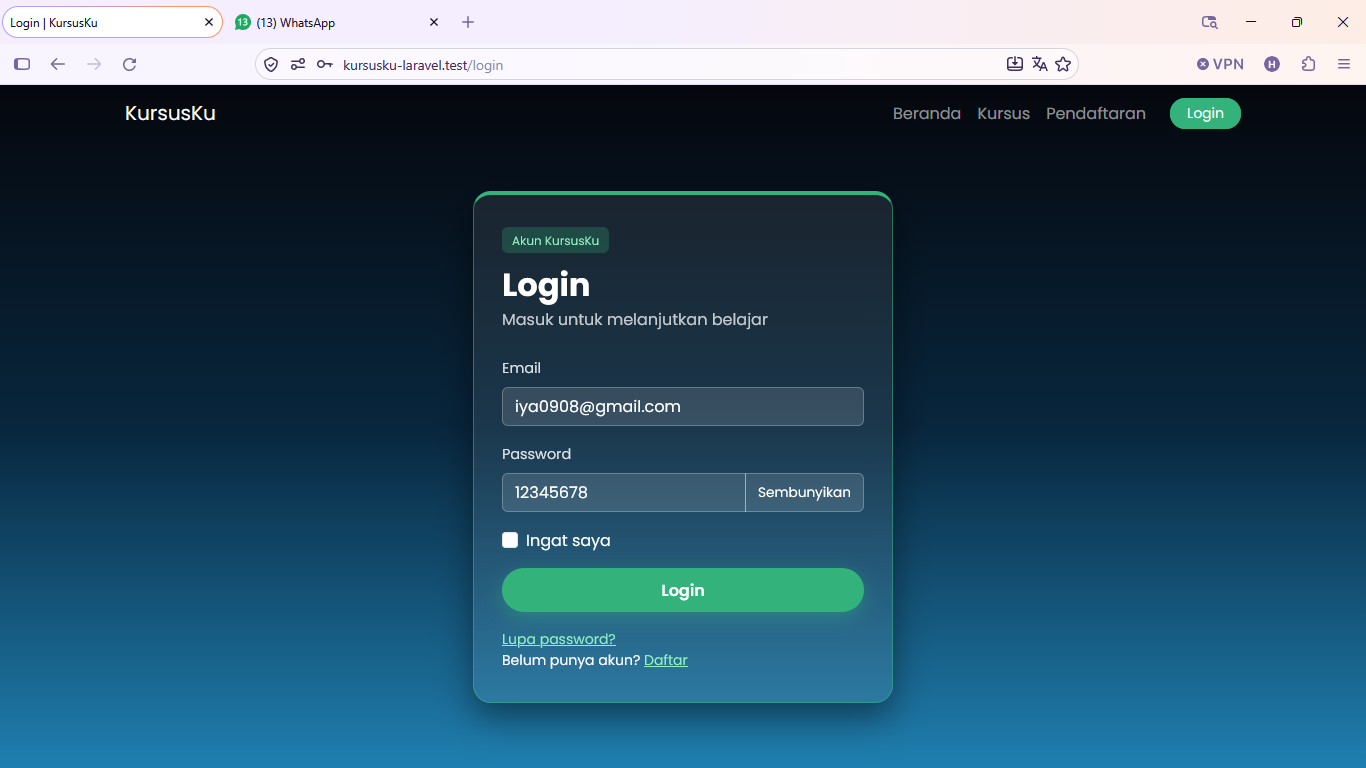 Login | KursusKu
13 (13) WhatsApp
kursusku-laravel.test/login
VPN
H
KursusKu
Beranda Kursus Pendaftaran Login
Akun KursusKu
Login
Masuk untuk melanjutkan belajar
Email
iya0908@gmail.com
Password
12345678 Sembunyikan
Ingat saya
Login
Lupa password?
Belum punya akun? Daftar